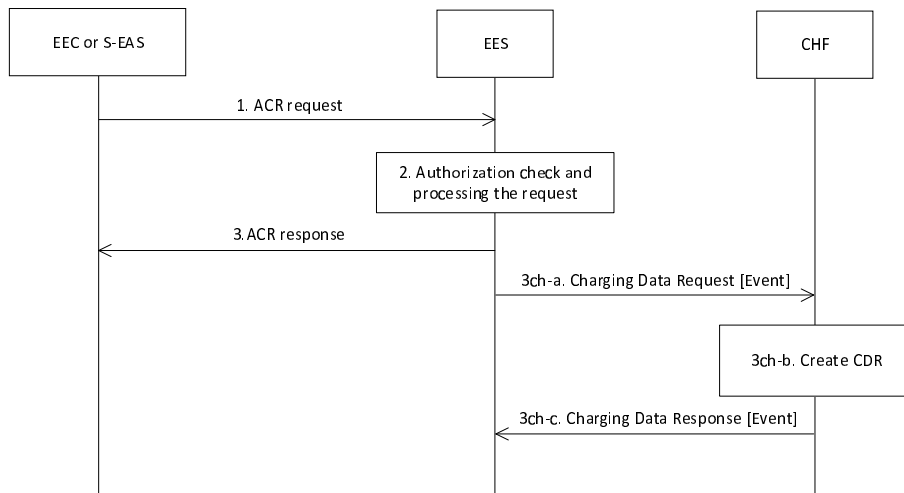 EEC or S-EAS
EES
CHF
1. ACR request
2. Authorization check and
processing the request
3.ACR response
3ch-a. Charging Data Request [Event]
3ch-b. Create CDR
3ch-c. Charging Data Response [Event]